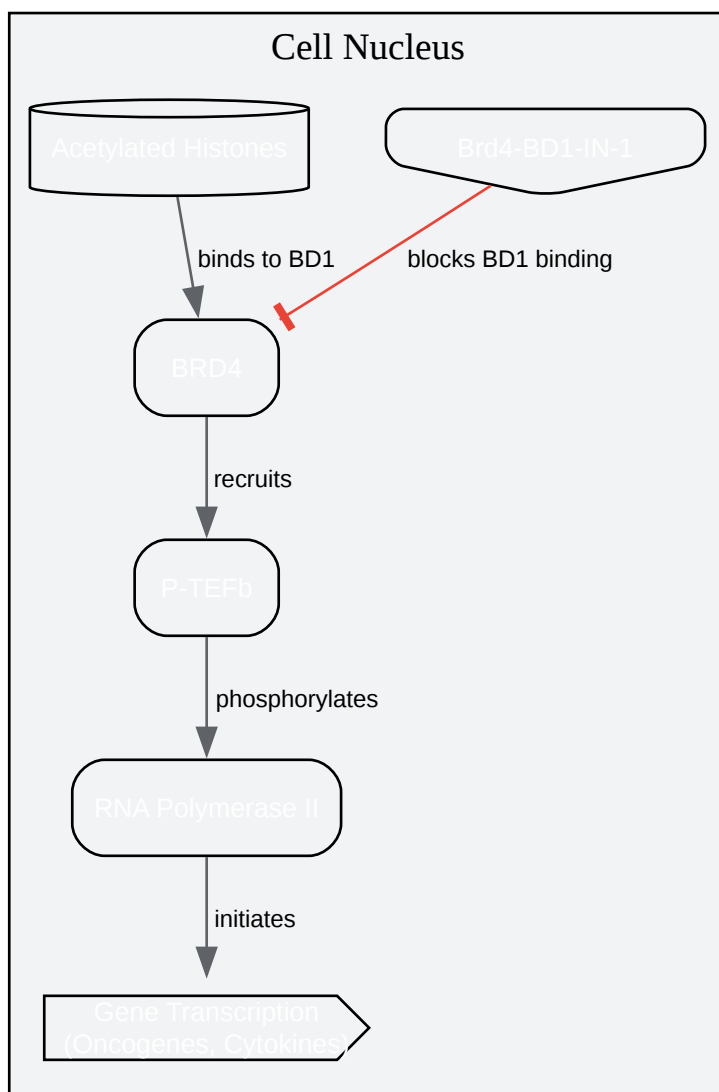 Cell Nucleus
Acetylated Histones
Brd4-BD1-IN-1
binds to BD1
blocks BD1 binding
BRD4
recruits
P-TEFb
phosphorylates
RNA Polymerase II
initiates
Gene Transcription
(Oncogenes, Cytokines)